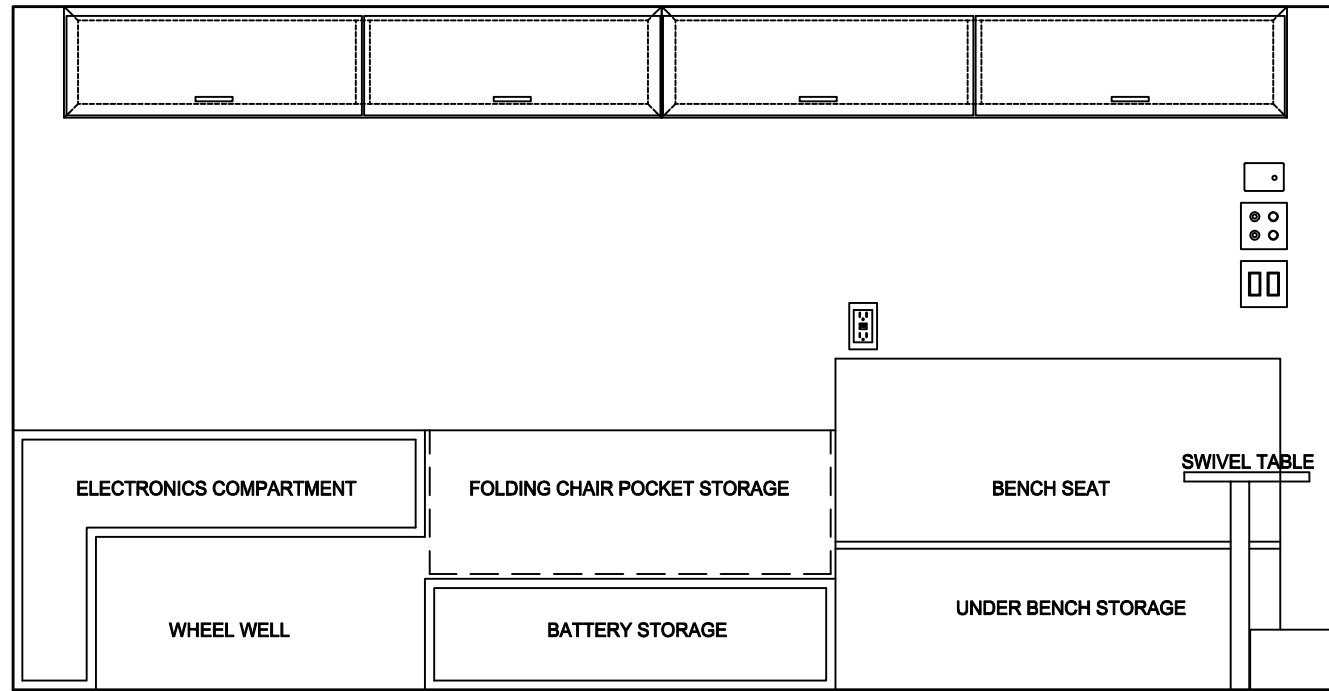 SWIVEL TABLE
ELECTRONICS COMPARTMENT
FOLDING CHAIR POCKET STORAGE
BENCH SEAT
UNDER BENCH STORAGE
WHEEL WELL
BATTERY STORAGE